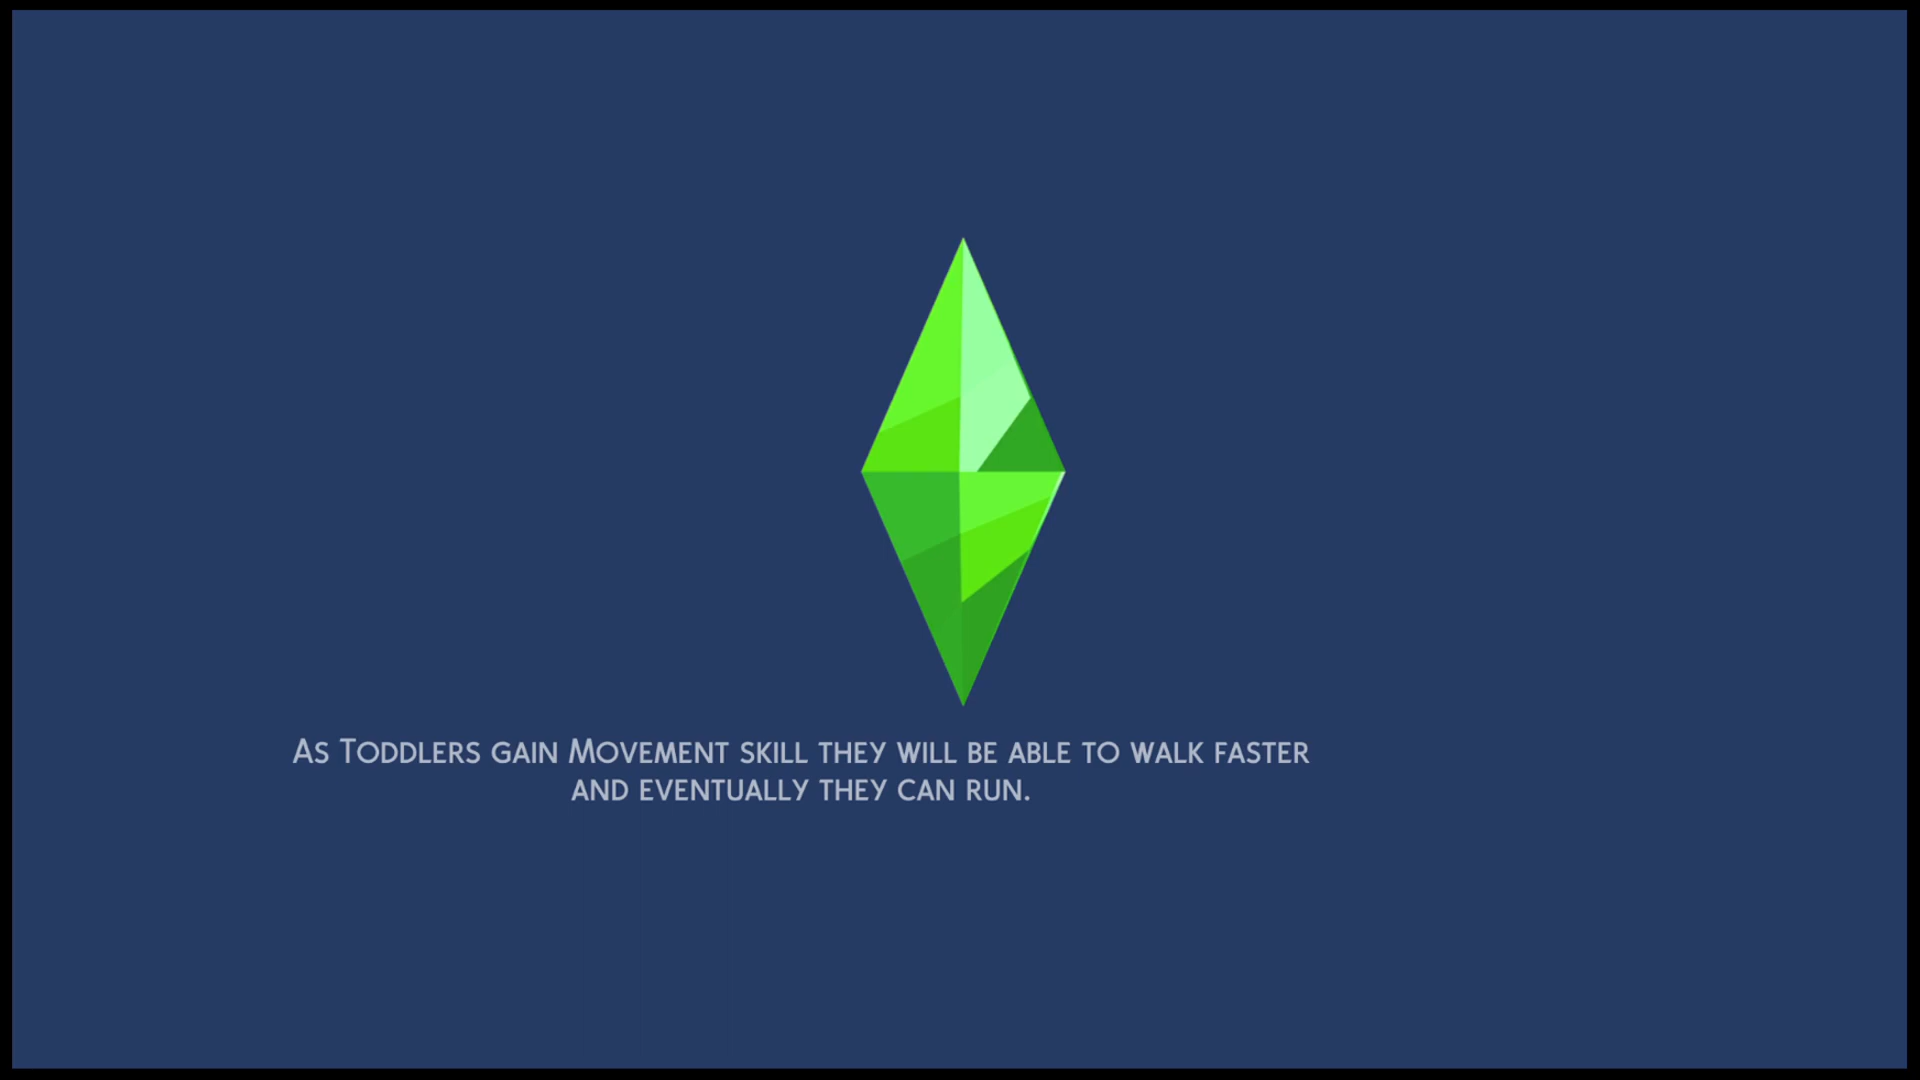 As Toddlers gain Movement skill they will be able to walk faster
and eventually they can run.